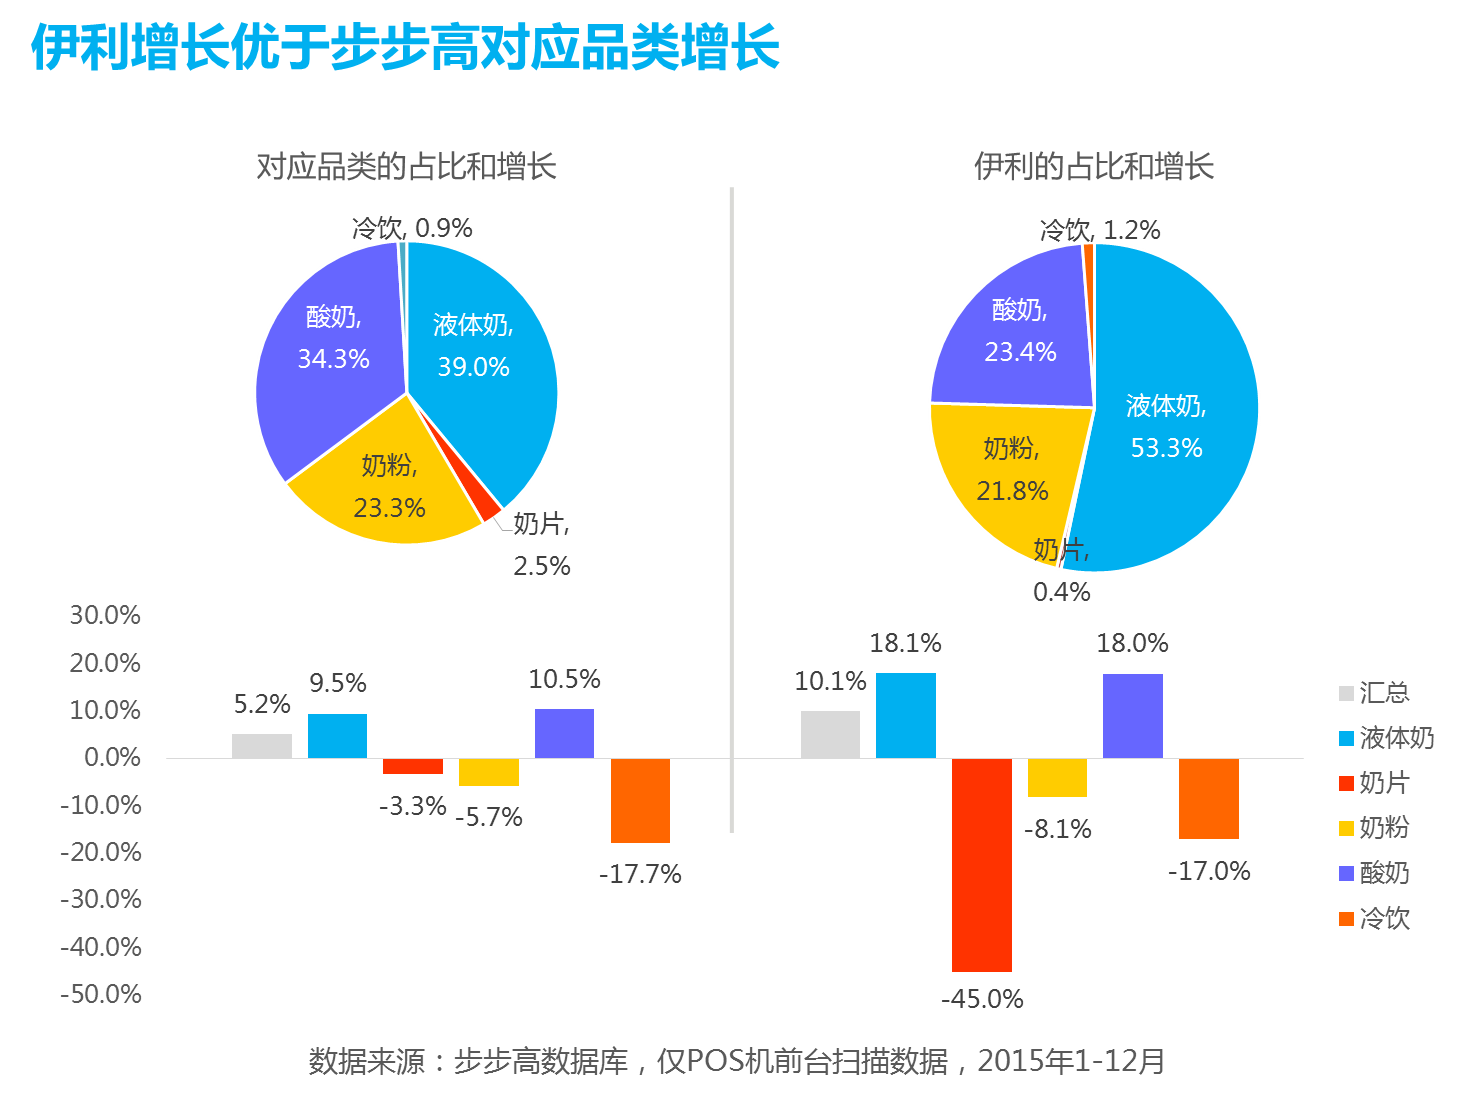 伊利增长优于步步高对应品类增长
对应品类的占比和增长
冷饮, 0.9%
酸奶,
34.3%
液体奶,
39.0%
奶粉,
23.3%
奶片,
2.5%
伊利的占比和增长
冷饮, 1.2%
酸奶,
23.4%
液体奶,
53.3%
奶粉,
21.8%
奶片,
0.4%
30.0%
20.0%
10.0%
0.0%
-10.0%
-20.0%
-30.0%
-40.0%
-50.0%
5.2%
9.5%
-3.3%
-5.7%
10.5%
-17.7%
10.1%
18.1%
-45.0%
-8.1%
18.0%
-17.0%
汇总
液体奶
奶片
奶粉
酸奶
冷饮
数据来源：步步高数据库，仅POS机前台扫描数据，2015年1-12月